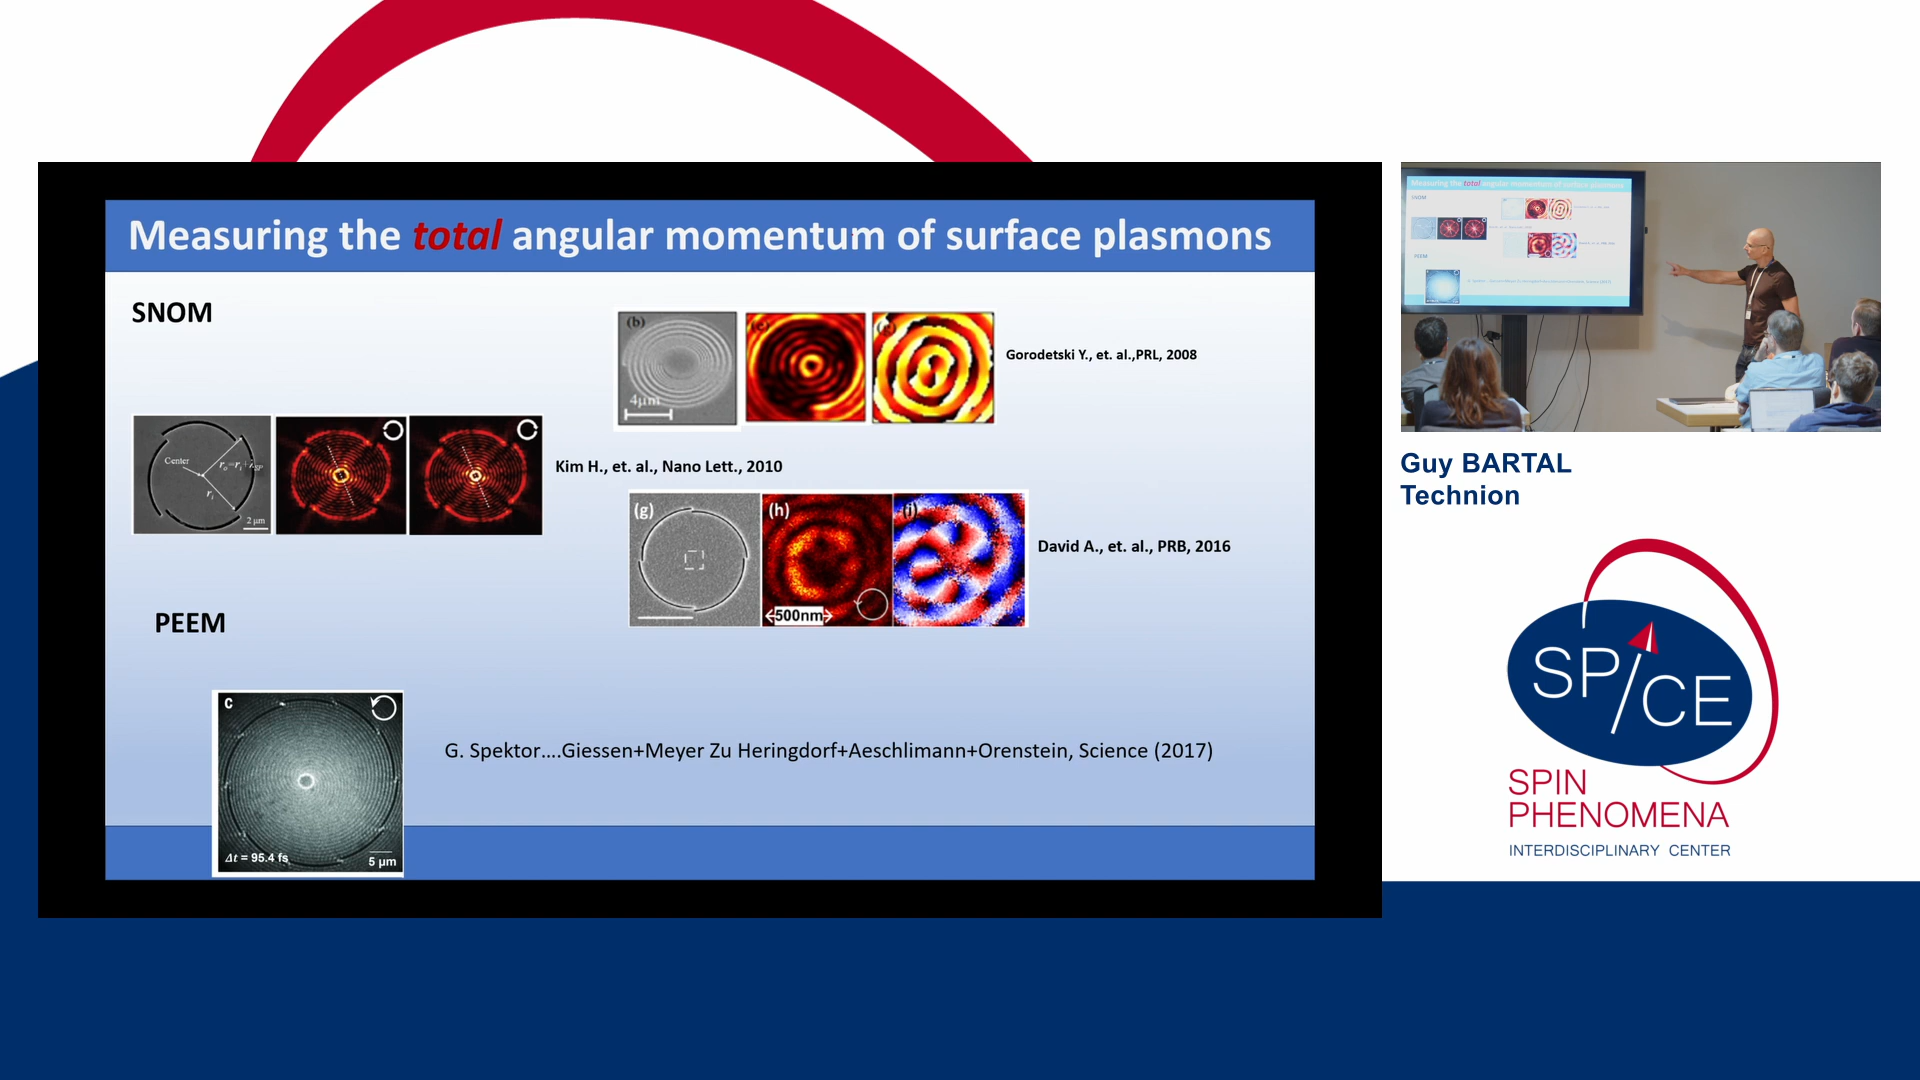 Measuring the total angular momentum of surface plasmons
SNOM
(b)
4μm
(g)
Gorodetski Y., et. al.,PRL, 2008
Center
2 μm
Kim H., et. al., Nano Lett., 2010
(g)
(h)
(i)
500nm
David A., et. al., PRB, 2016
PEEM
c
Δt = 95.4 fs
5 μm
G. Spektor....Giessen+Meyer Zu Heringdorf+Aeschlimann+Orenstein, Science (2017)
Guy BARTAL
Technion
SPICE
SPIN
PHENOMENA
INTERDISCIPLINARY CENTER